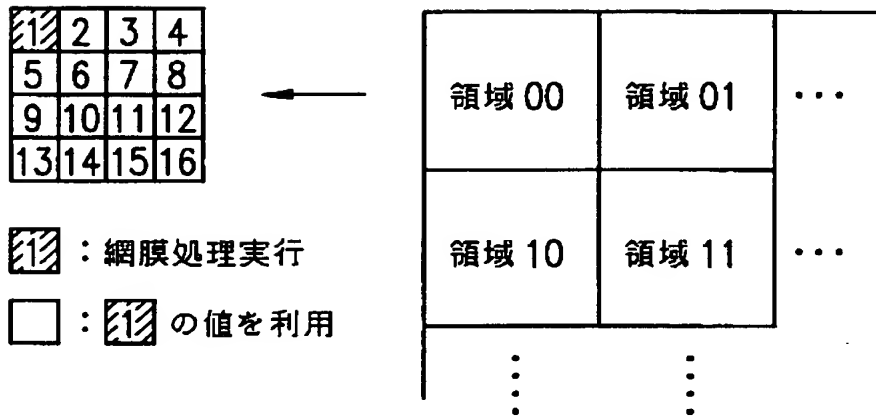 1 2 3 4
5 6 7 8
9 10 11 12
13 14 15 16
領域 00 領域 01 ・・・
領域 10 領域 11 ・・・
1 : 網膜処理実行
: 1 の値を利用